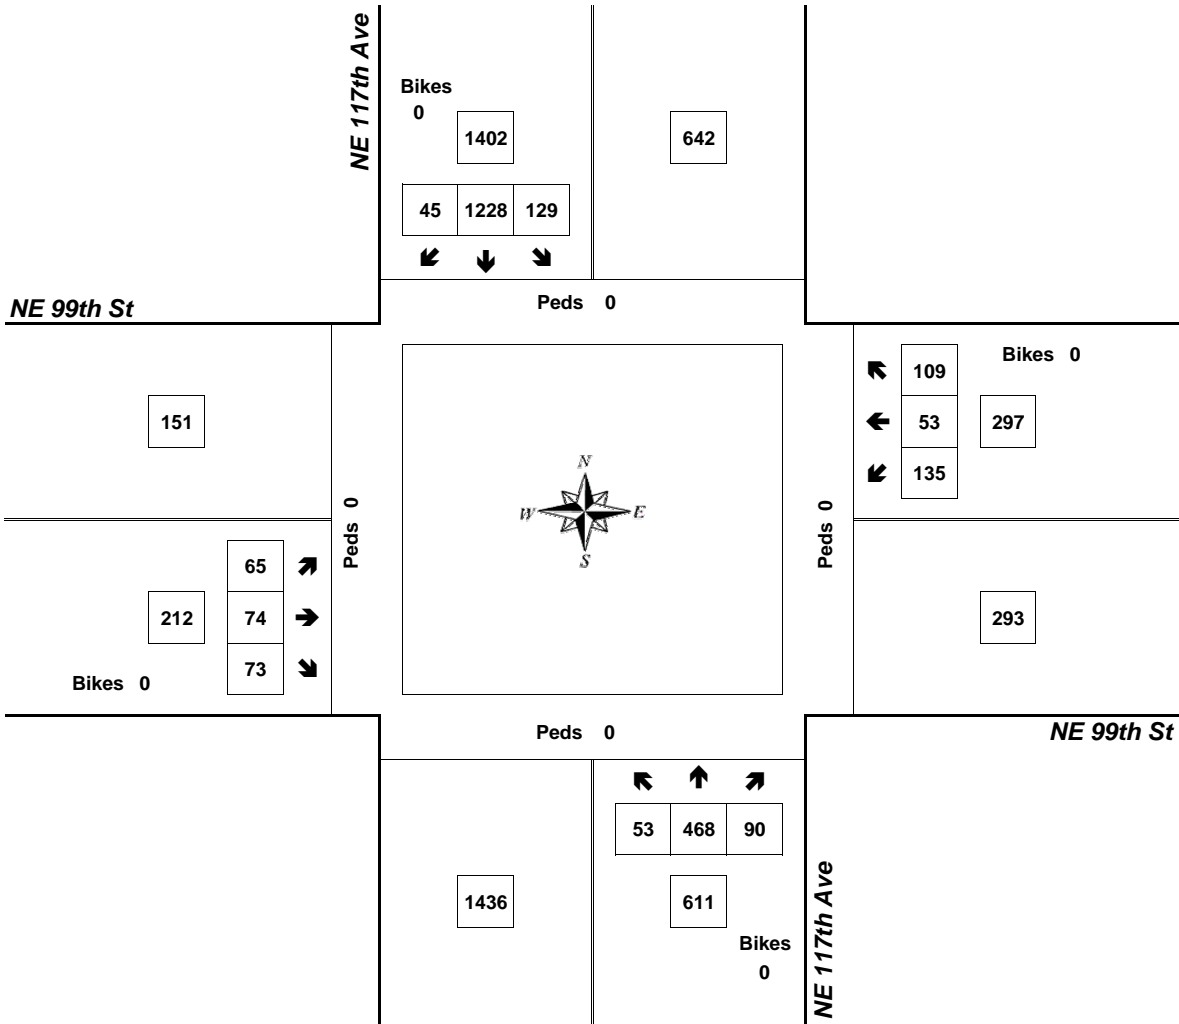 NE 117th Ave
Bikes
0
1402
642
45 1228 129
Peds 0
NE 99th St
Bikes 0
109
53
135
297
151
N
W E
S
Peds 0
Peds 0
65
74
73
212
293
Bikes 0
Peds 0
NE 99th St
53 468 90
1436
611
Bikes
0
NE 117th Ave